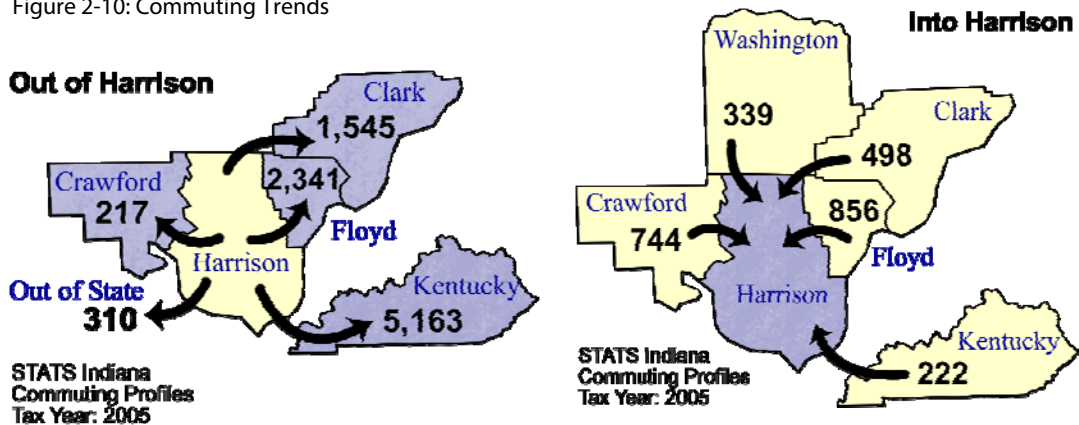 Figure 2-10: Commuting Trends
Out of Harrison
Clark
1,545
2,341
Crawford
217
Floyd
Harrison
Out of State
310
Kentucky
5,163
STATS Indiana
Commuting Profiles
Tax Year: 2005
Into Harrison
Washington
339
Clark
498
Crawford
744
856
Floyd
Harrison
Kentucky
222
STATS Indiana
Commuting Profiles
Tax Year: 2005